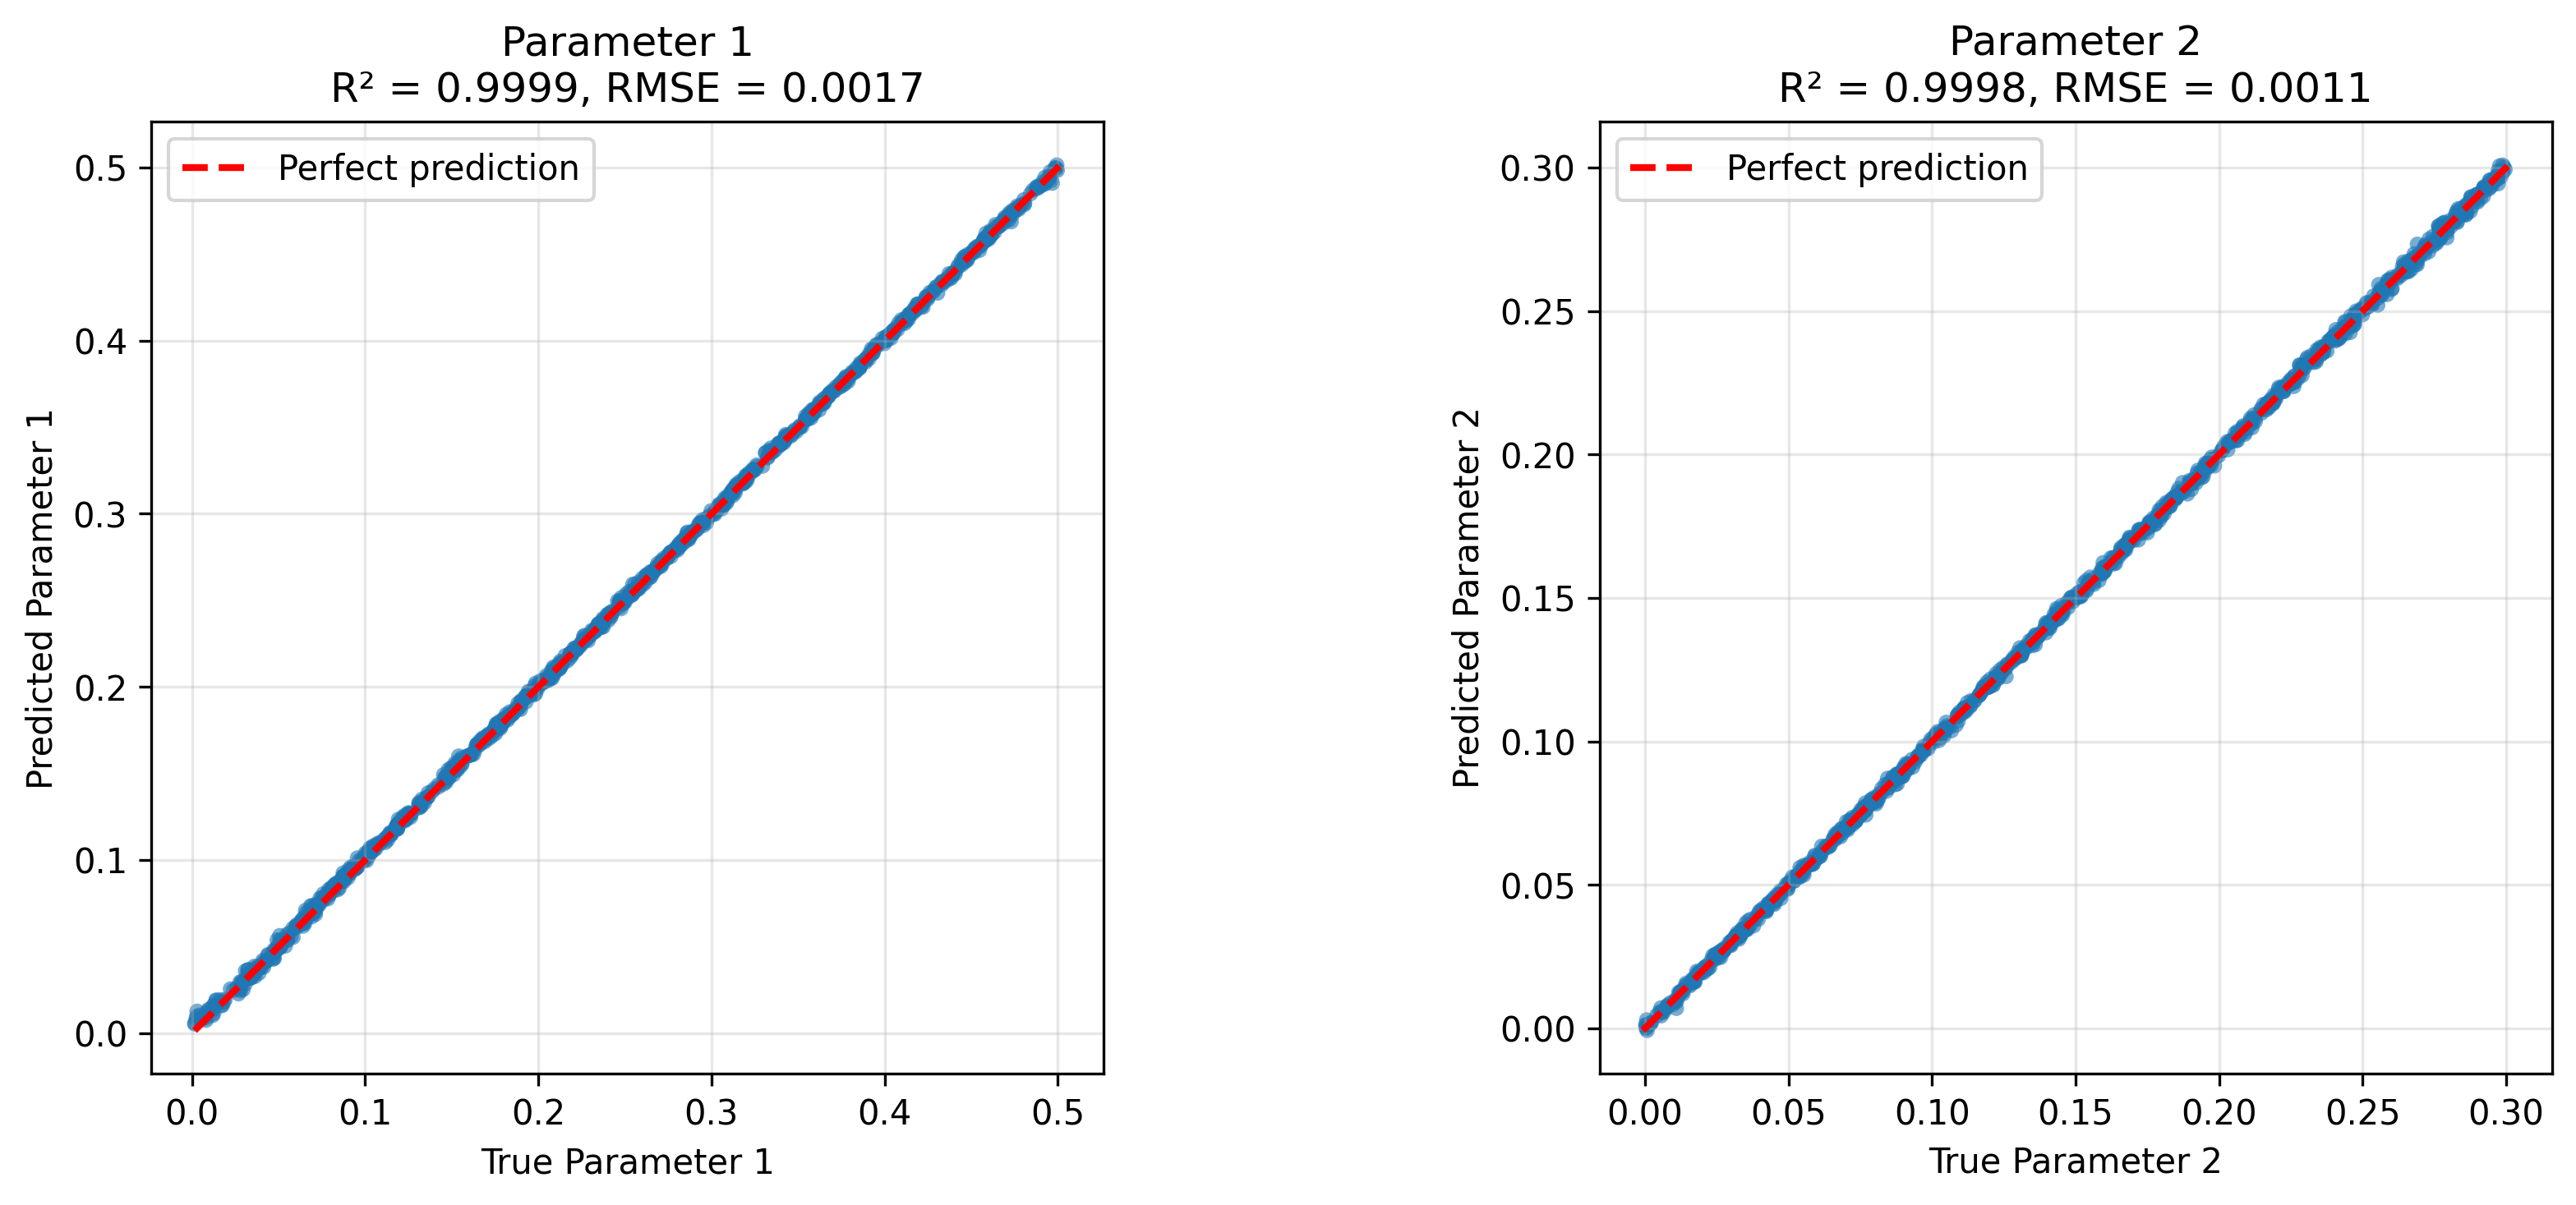 Parameter 1
R² = 0.9999, RMSE = 0.0017
Perfect prediction
0.5
0.4
0.3
0.2
0.1
0.0
Predicted Parameter 1
0.0 0.1 0.2 0.3 0.4 0.5
True Parameter 1
Parameter 2
R² = 0.9998, RMSE = 0.0011
Perfect prediction
0.30
0.25
0.20
0.15
0.10
0.05
0.00
Predicted Parameter 2
0.00 0.05 0.10 0.15 0.20 0.25 0.30
True Parameter 2